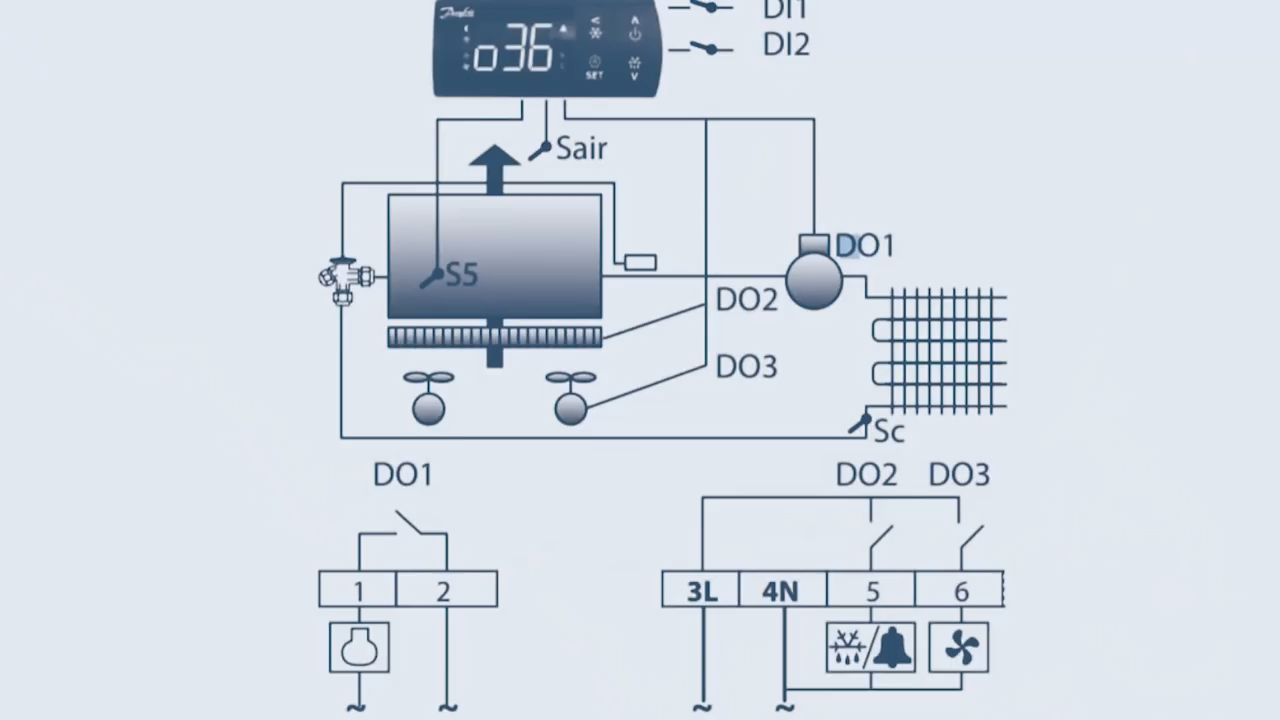 Danfoss
DI1
DI2
o36
SET
Sair
DO1
S5
DO2
DO3
Sc
DO1
DO2 DO3
1 2
3L 4N 5 6